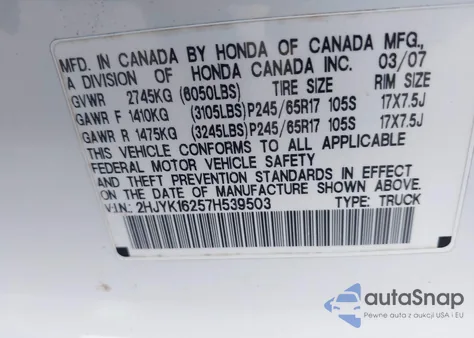 MFD. IN CANADA BY HONDA OF CANADA MFG.,
A DIVISION OF HONDA CANADA INC. 03/07
GVWR 2745KG (6050LBS) TIRE SIZE RIM SIZE
GAWR F 1410KG (3105LBS) P245/65R17 105S 17X7.5J
GAWR R 1475KG (3245LBS) P245/65R17 105S 17X7.5J
THIS VEHICLE CONFORMS TO ALL APPLICABLE
FEDERAL MOTOR VEHICLE SAFETY
AND THEFT PREVENTION STANDARDS IN EFFECT
ON THE DATE OF MANUFACTURE SHOWN ABOVE.
V.I.N.: 2HJYK16257H539503 TYPE: TRUCK
autoSnap
Pewne auta z okazji USA i EU